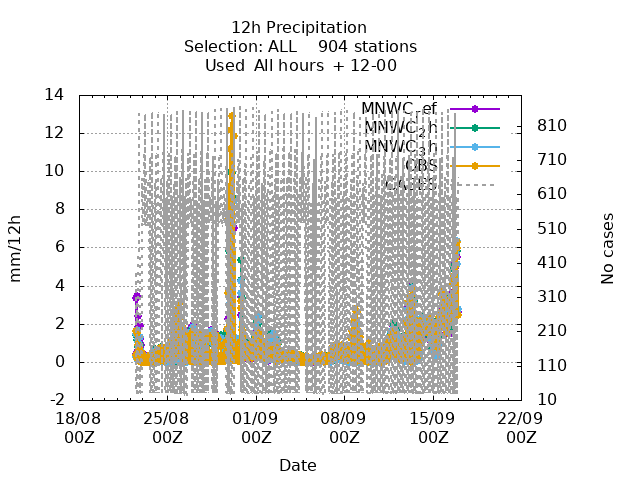 12h Precipitation
Selection: ALL 904 stations
Used All hours + 12-00
14
12
10
8
6
4
2
0
-2
mm/12h
810
710
610
510
410
310
210
110
10
No cases
MNWC_ref
MNWC_2h
MNWC_3h
OBS
CASES
18/08 25/08 01/09 08/09 15/09 22/09
00Z 00Z 00Z 00Z 00Z 00Z
Date